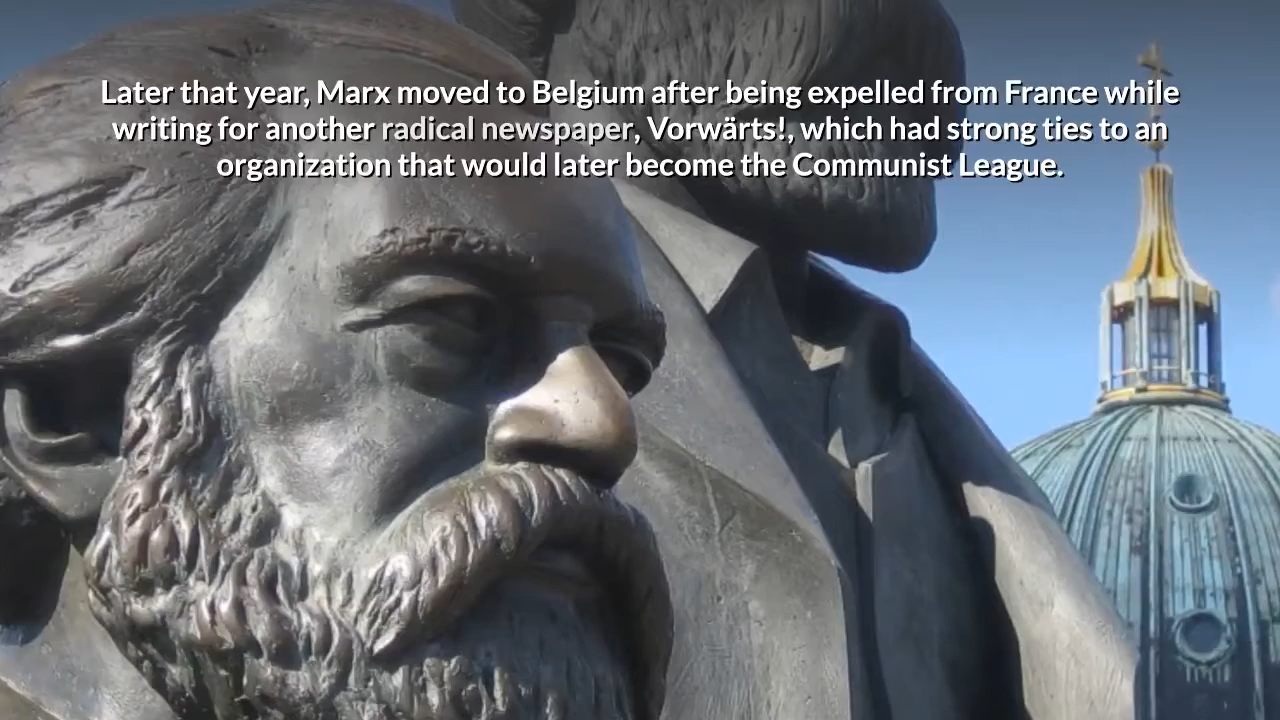 Later that year, Marx moved to Belgium after being expelled from France while
writing for another radical newspaper, Vorwärts!, which had strong ties to an
organization that would later become the Communist League.